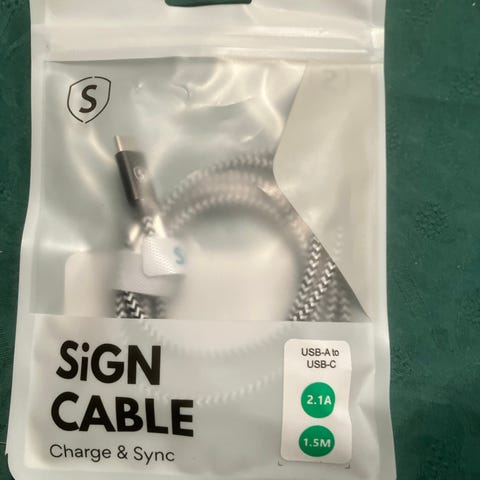 S
S
SiGN
CABLE
Charge & Sync
USB-A to
USB-C
2.1A
1.5M